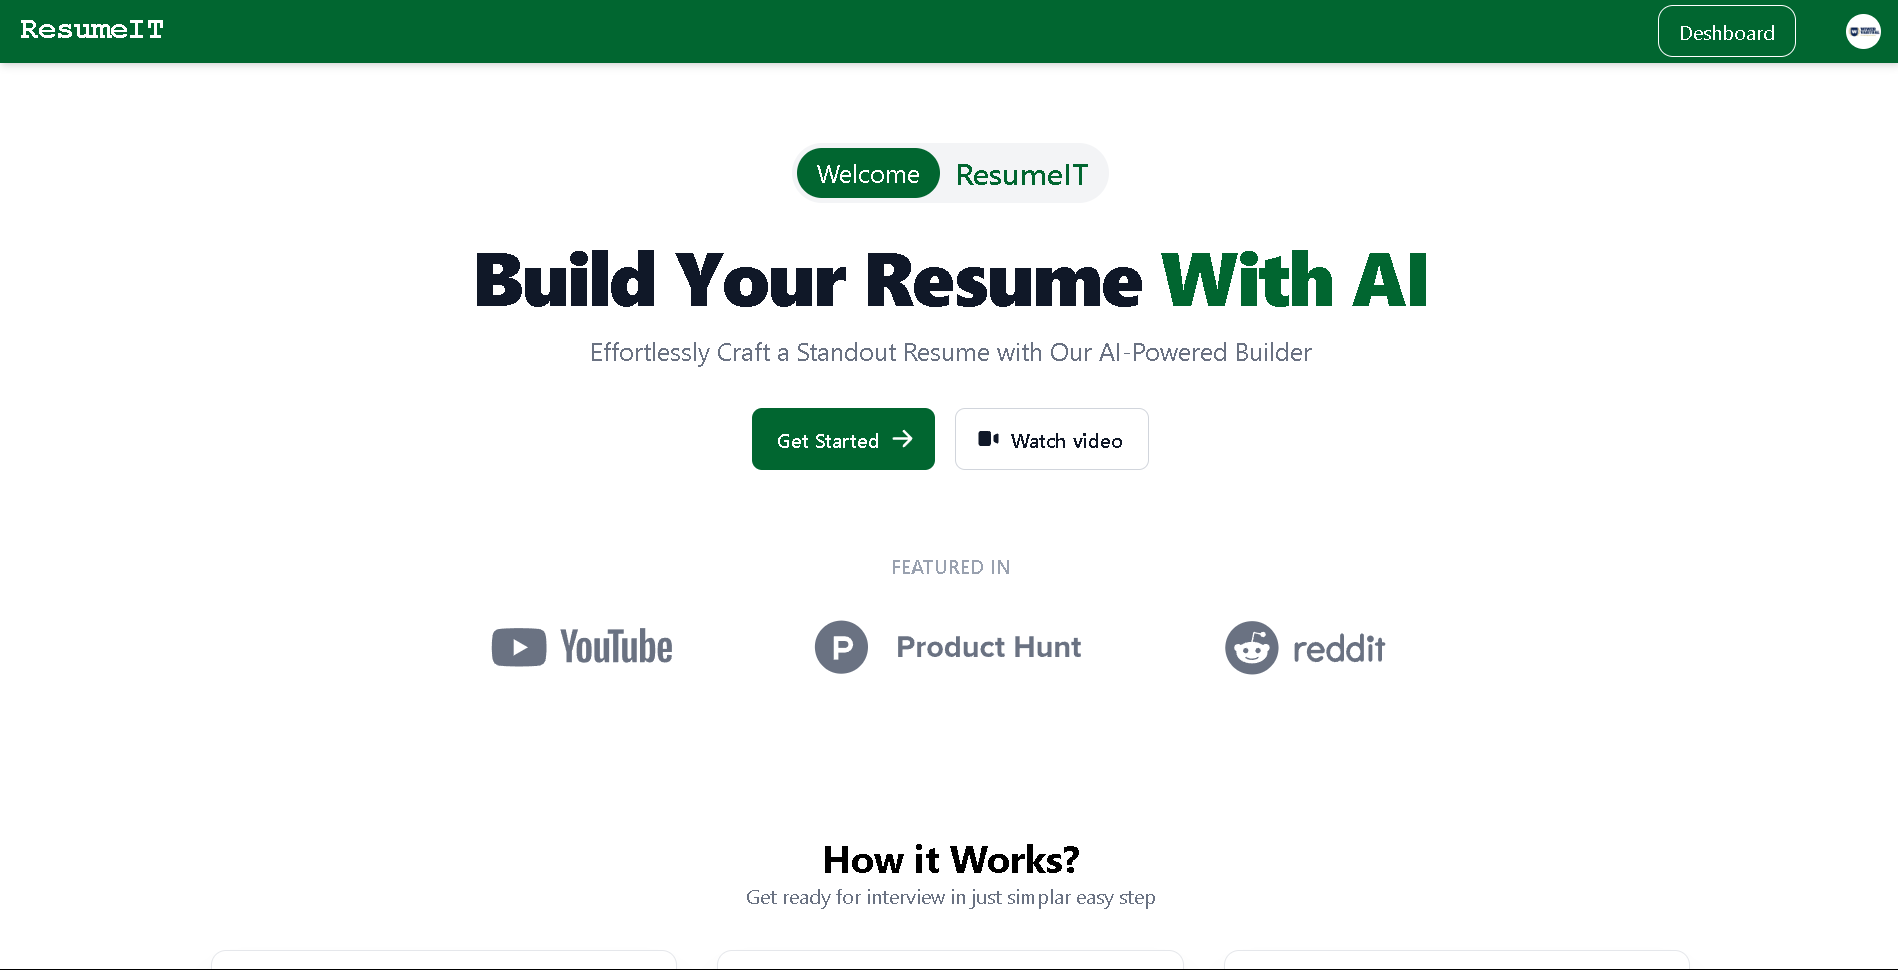 ResumeIT
Deshboard
Welcome ResumeIT
Build Your Resume With AI
Effortlessly Craft a Standout Resume with Our AI-Powered Builder
Get Started
Watch video
FEATURED IN
YouTube
P Product Hunt
reddit
How it Works?
Get ready for interview in just simplar easy step